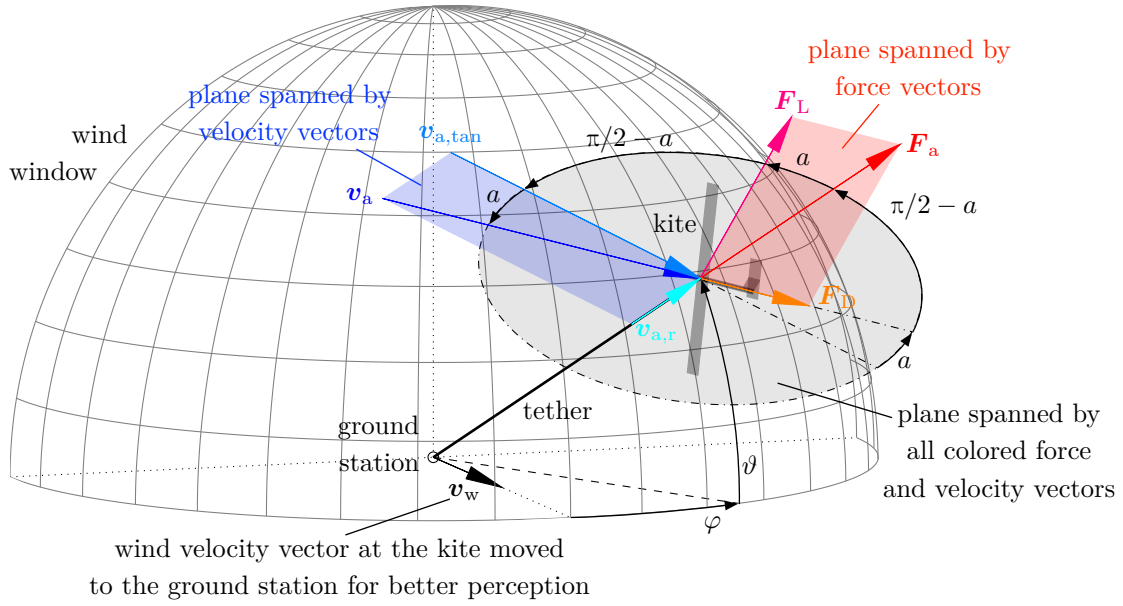 plane spanned by
force vectors
plane spanned by
velocity vectors
wind
window
v_a,tan
v_a
F_L
F_a
π/2 − a
a
a
π/2 − a
kite
F_D
v_a,r
a
tether
ground
station
v_w
ϑ
φ
plane spanned by
all colored force
and velocity vectors
wind velocity vector at the kite moved
to the ground station for better perception